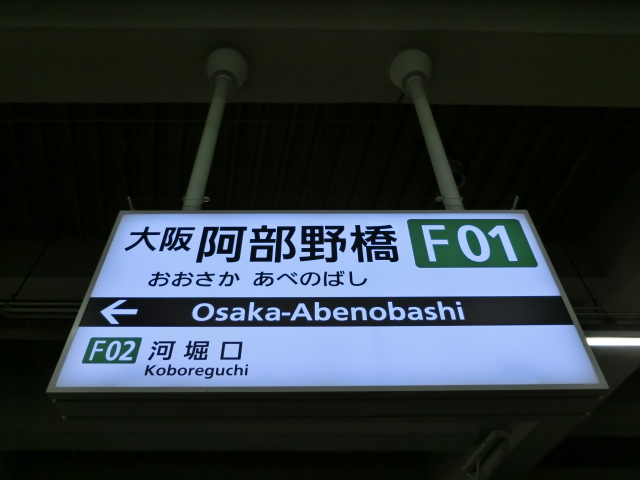 大阪阿部野橋 F01
おおさか あべのばし
← Osaka-Abenobashi
F02 河堀口
Koboreguchi